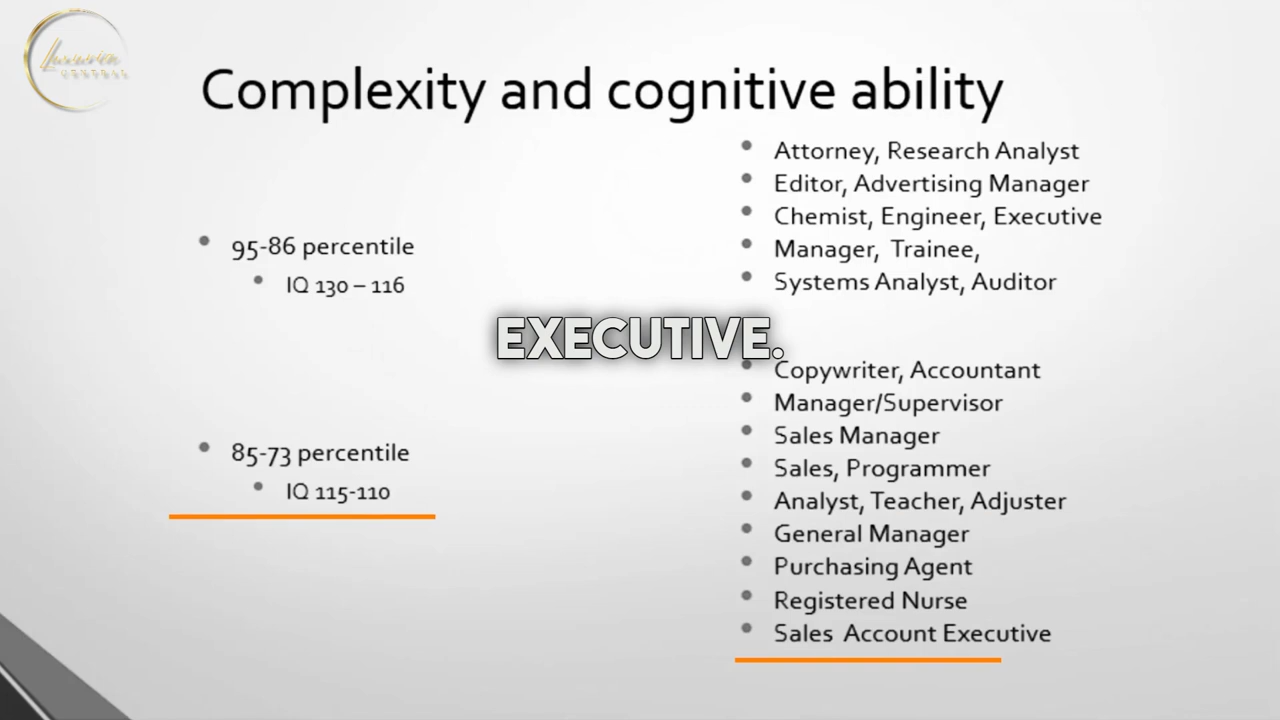 Luxurien
CENTRAL
Complexity and cognitive ability
95-86 percentile
IQ 130 – 116
Attorney, Research Analyst
Editor, Advertising Manager
Chemist, Engineer, Executive
Manager, Trainee,
Systems Analyst, Auditor
EXECUTIVE.
85-73 percentile
IQ 115-110
Copywriter, Accountant
Manager/Supervisor
Sales Manager
Sales, Programmer
Analyst, Teacher, Adjuster
General Manager
Purchasing Agent
Registered Nurse
Sales Account Executive